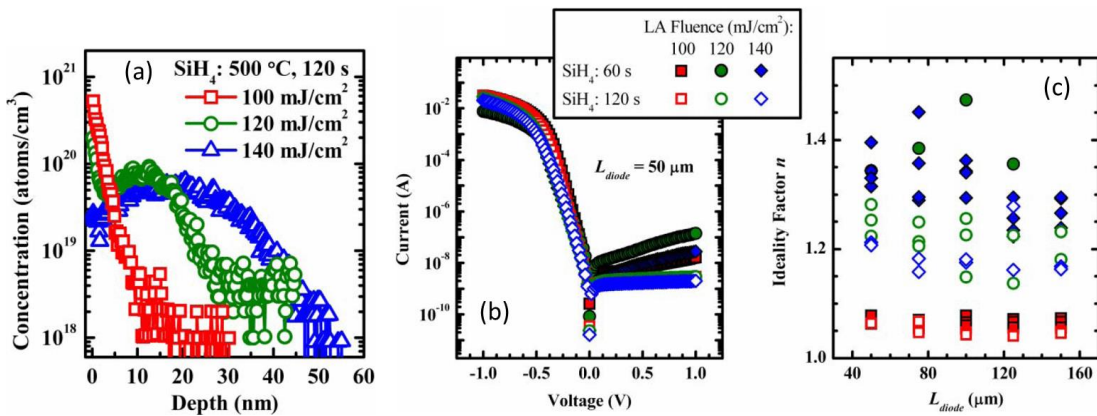 (a)
SiH4: 500 °C, 120 s
100 mJ/cm2
120 mJ/cm2
140 mJ/cm2
10^21
10^20
10^19
10^18
Concentration (atoms/cm3)
0 10 20 30 40 50 60
Depth (nm)
LA Fluence (mJ/cm2):
100 120 140
SiH4: 60 s
SiH4: 120 s
10^-2
10^-4
10^-6
10^-8
10^-10
Current (A)
Ldiode = 50 μm
(b)
-1.0 -0.5 0.0 0.5 1.0
Voltage (V)
(c)
1.4
1.3
1.2
1.1
1.0
Ideality Factor n
40 80 120 160
Ldiode (μm)